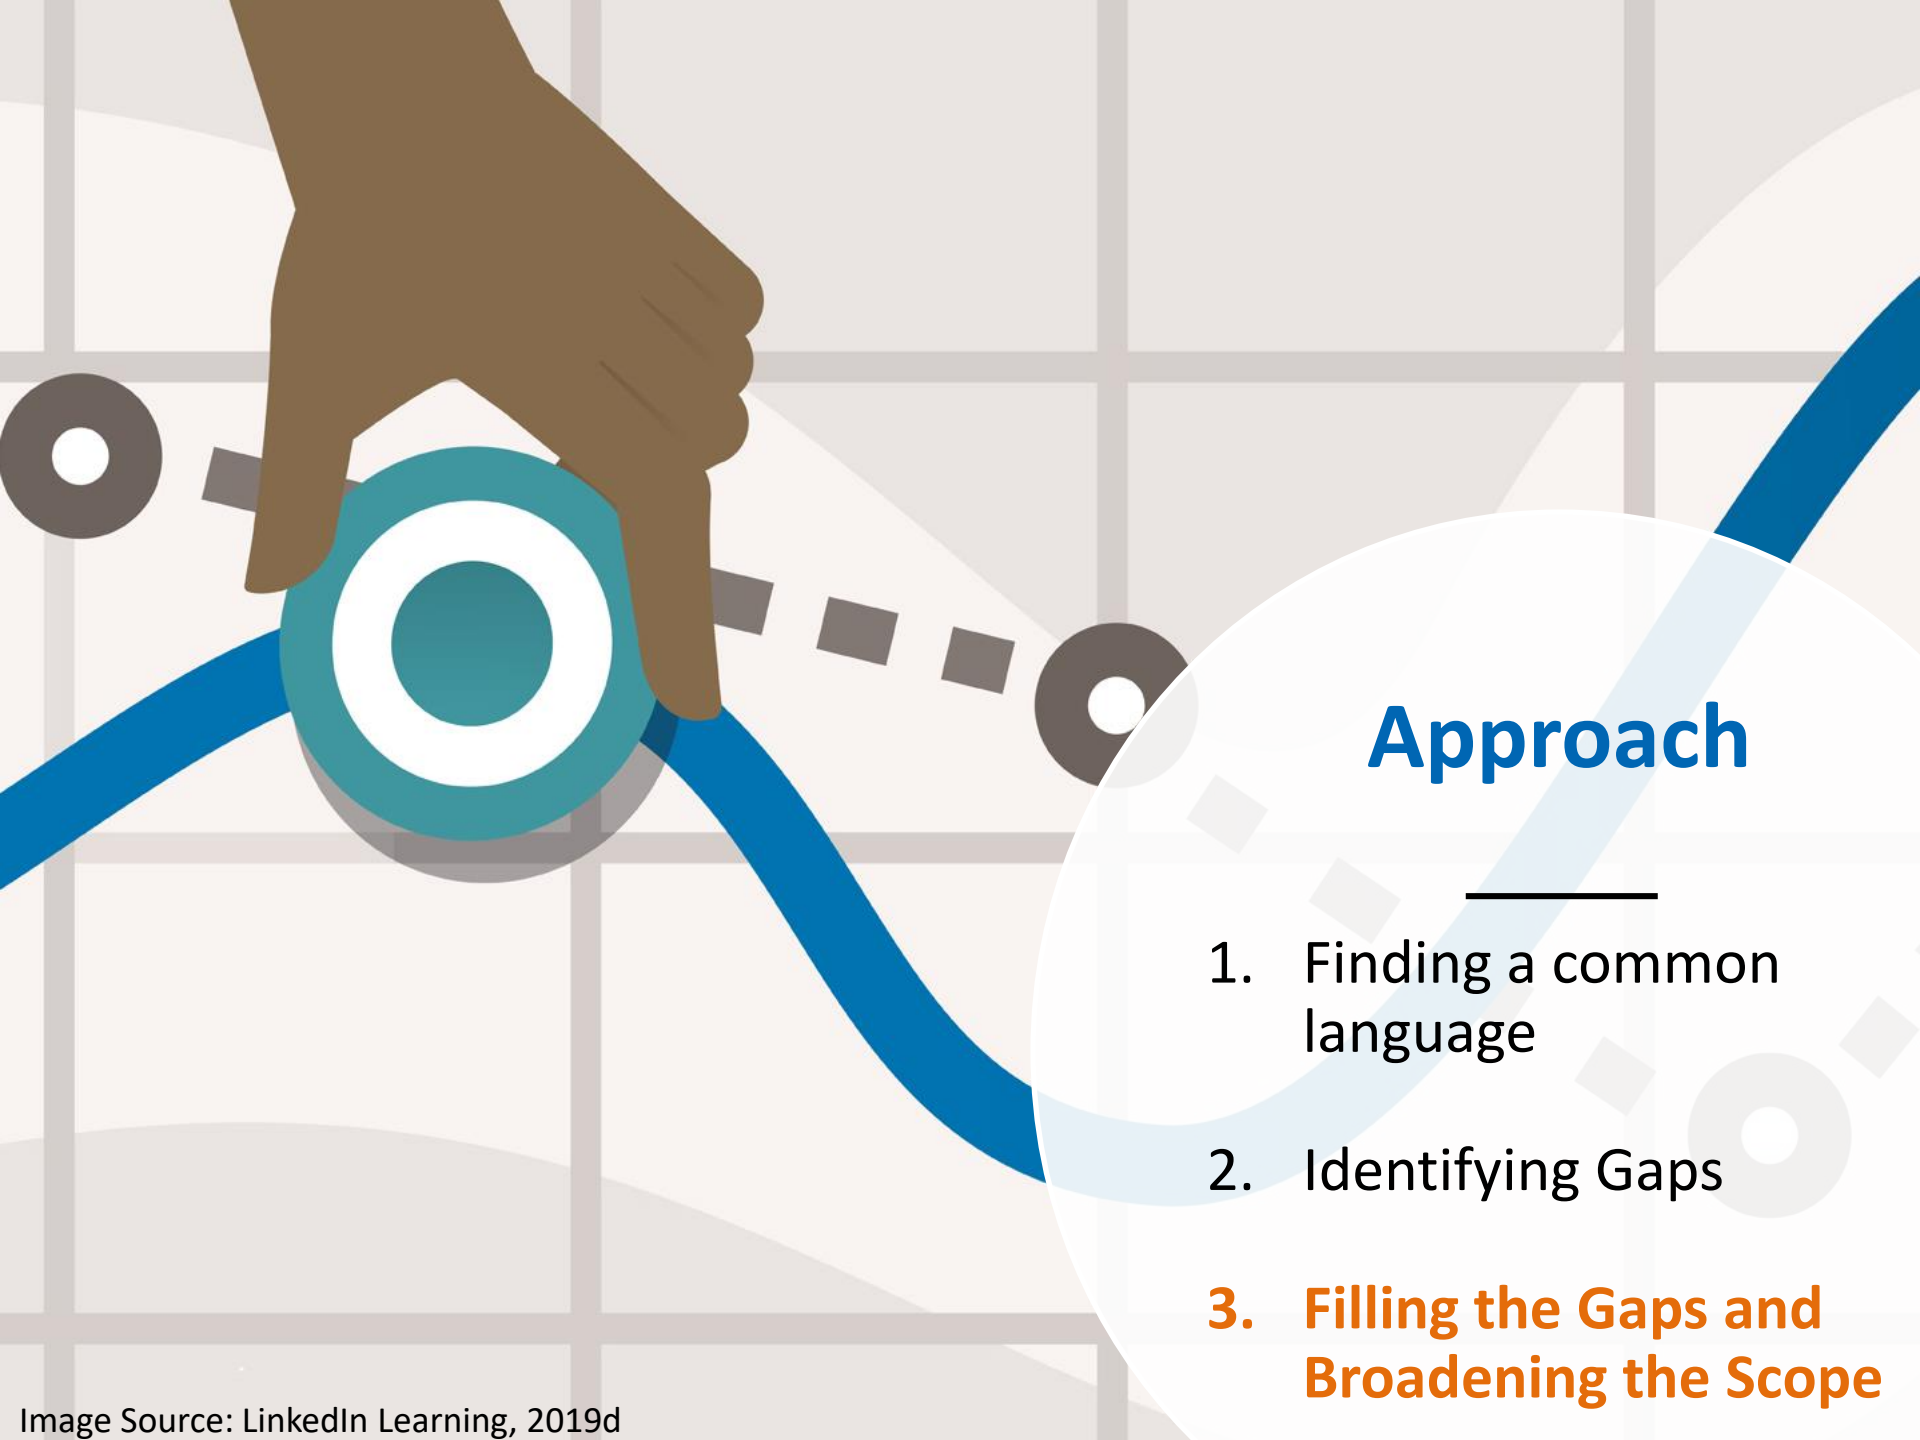 Approach
1. Finding a common
language
2. Identifying Gaps
3. Filling the Gaps and
Broadening the Scope
Image Source: LinkedIn Learning, 2019d